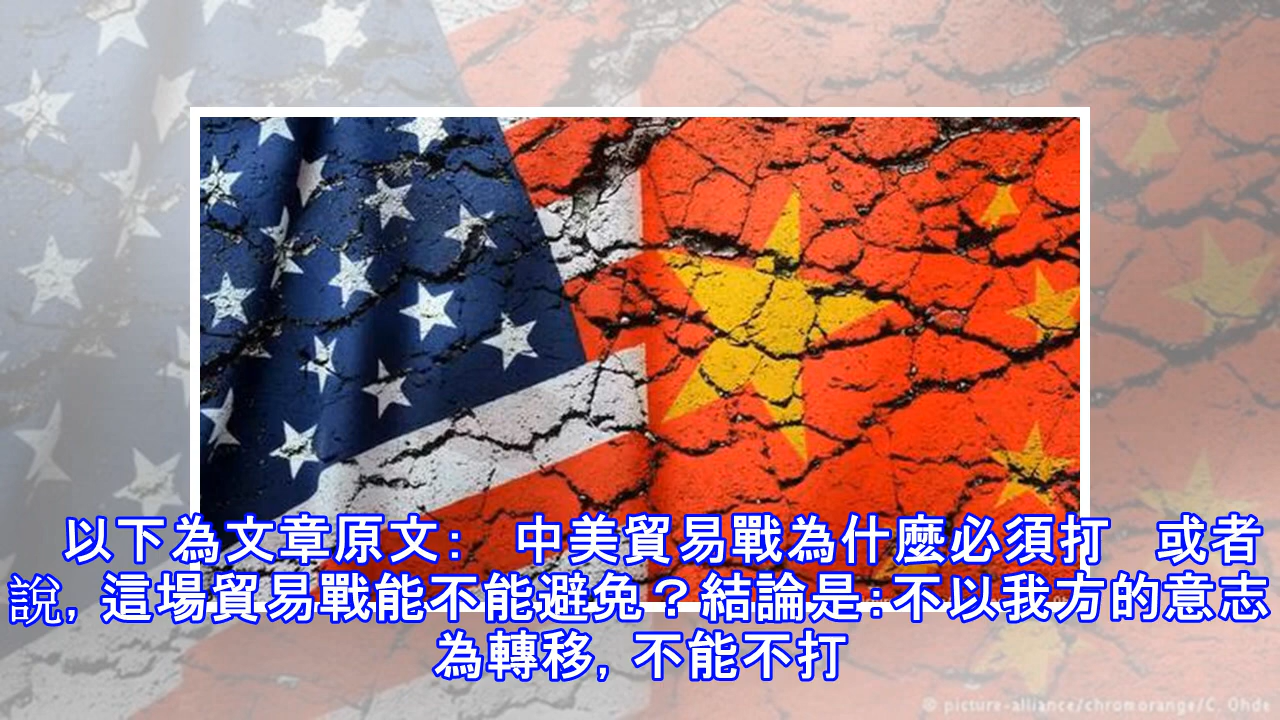 以下為文章原文： 中美貿易戰為什麼必須打 或者
說，這場貿易戰能不能避免？結論是：不以我方的意志
為轉移，不能不打
© picture-alliance/chromorange/C. Ohde